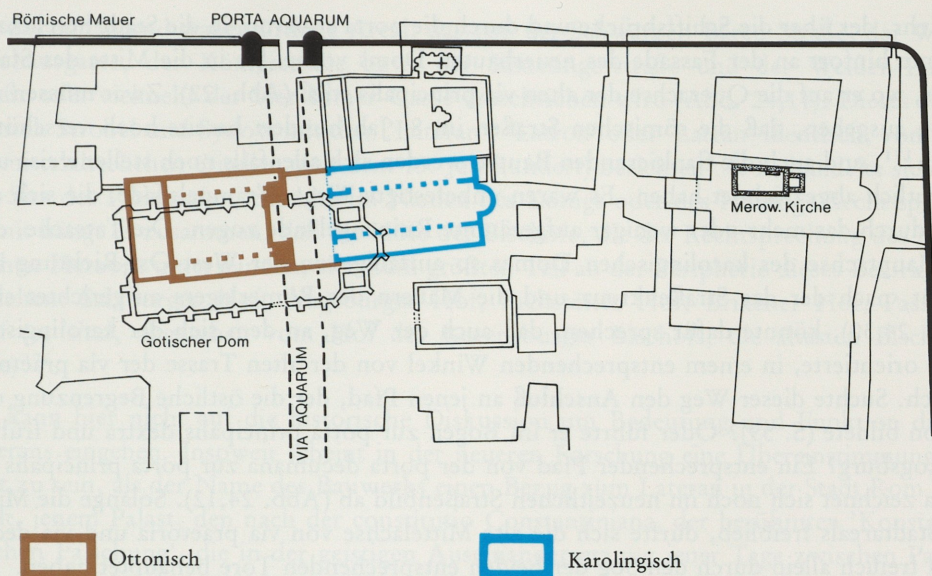 Römische Mauer
PORTA AQUARUM
Merow. Kirche
Gotischer Dom
VIA AQUARUM
Ottonisch
Karolingisch